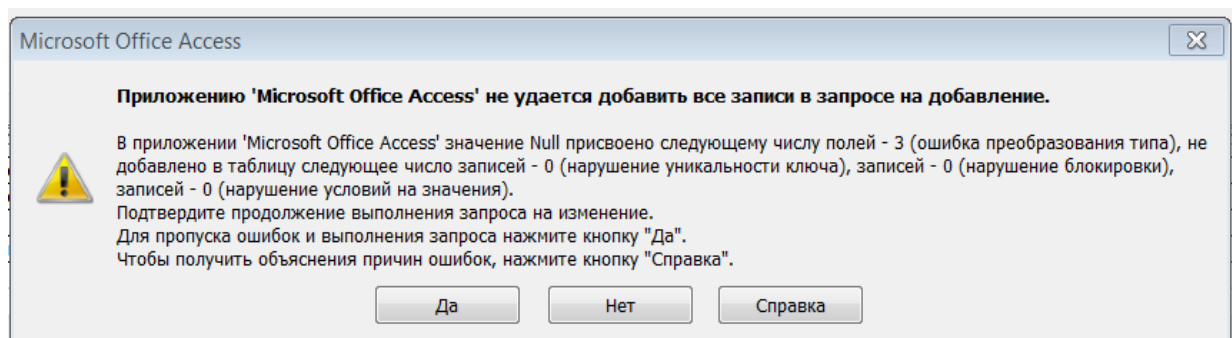 Microsoft Office Access
Приложению 'Microsoft Office Access' не удается добавить все записи в запросе на добавление.
В приложении 'Microsoft Office Access' значение Null присвоено следующему числу полей - 3 (ошибка преобразования типа), не
добавлено в таблицу следующее число записей - 0 (нарушение уникальности ключа), записей - 0 (нарушение блокировки),
записей - 0 (нарушение условий на значения).
Подтвердите продолжение выполнения запроса на изменение.
Для пропуска ошибок и выполнения запроса нажмите кнопку "Да".
Чтобы получить объяснения причин ошибок, нажмите кнопку "Справка".
Да Нет Справка